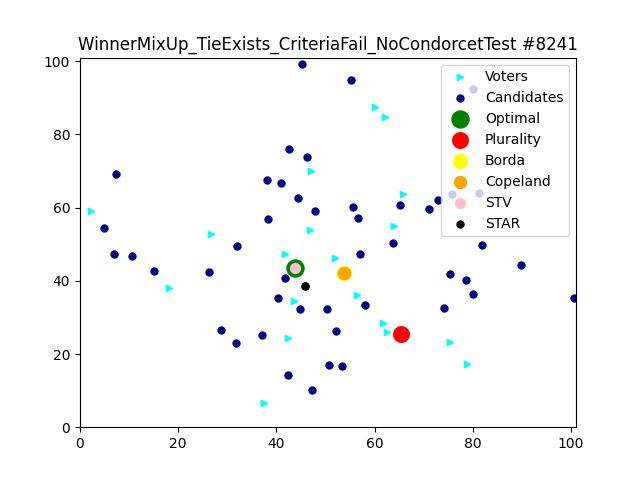 WinnerMixUp_TieExists_CriteriaFail_NoCondorcetTest #8241
100
80
60
40
20
0
0 20 40 60 80 100
Voters
Candidates
Optimal
Plurality
Borda
Copeland
STV
STAR